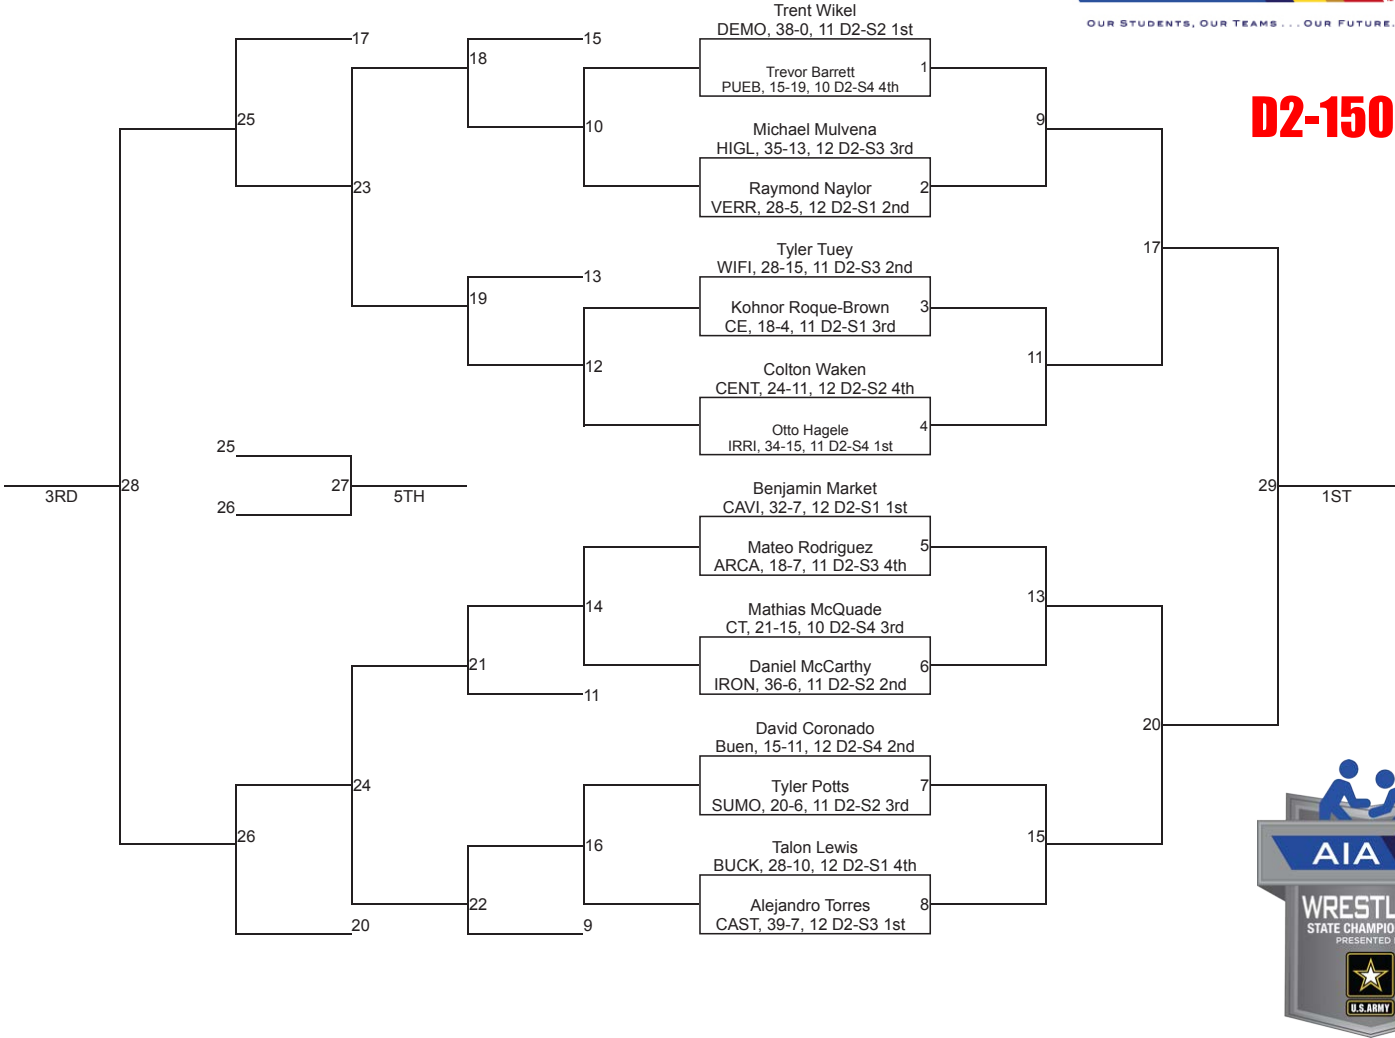 OUR STUDENTS, OUR TEAMS . . . OUR FUTURE.
D2-150
Trent Wikel
DEMO, 38-0, 11 D2-S2 1st
Trevor Barrett
PUEB, 15-19, 10 D2-S4 4th
1
Michael Mulvena
HIGL, 35-13, 12 D2-S3 3rd
Raymond Naylor
VERR, 28-5, 12 D2-S1 2nd
2
Tyler Tuey
WIFI, 28-15, 11 D2-S3 2nd
Kohnor Roque-Brown
CE, 18-4, 11 D2-S1 3rd
3
Colton Waken
CENT, 24-11, 12 D2-S2 4th
Otto Hagele
IRRI, 34-15, 11 D2-S4 1st
4
Benjamin Market
CAVI, 32-7, 12 D2-S1 1st
Mateo Rodriguez
ARCA, 18-7, 11 D2-S3 4th
5
Mathias McQuade
CT, 21-15, 10 D2-S4 3rd
Daniel McCarthy
IRON, 36-6, 11 D2-S2 2nd
6
David Coronado
Buen, 15-11, 12 D2-S4 2nd
Tyler Potts
SUMO, 20-6, 11 D2-S2 3rd
7
Talon Lewis
BUCK, 28-10, 12 D2-S1 4th
Alejandro Torres
CAST, 39-7, 12 D2-S3 1st
8
9
11
13
15
17
20
29
1ST
15
10
13
12
14
11
16
9
18
19
21
22
17
23
24
20
25
26
28
3RD
25
26
27
5TH
AIA
WRESTL
STATE CHAMPIO
PRESENTED
U.S.ARMY